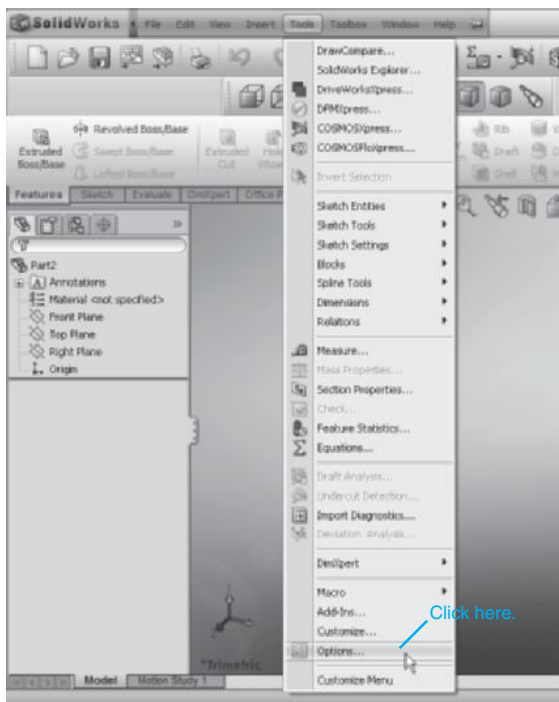 SolidWorks File Edit View Insert Tools Toolbox Window Help
DrawCompare...
SolidWorks Explorer...
DriveWorksXpress...
DFMXpress...
COSMOSXpress...
COSMOSFloXpress...
Invert Selection
Sketch Entities
Sketch Tools
Sketch Settings
Blocks
Spline Tools
Dimensions
Relations
Measure...
Mass Properties...
Section Properties...
Check...
Feature Statistics...
Equations...
Draft Analysis...
Undercut Detection...
Import Diagnostics...
Deviation Analysis...
DimXpert
Macro
Add-Ins...
Customize...
Options...
Customize Menu
Click here.
Extruded Boss/Base
Revolved Boss/Base
Swept Boss/Base
Lofted Boss/Base
Extruded Cut
Hole
Rib
Draft
Shell
Features Sketch Evaluate DimXpert Office
Part2
Annotations
Material <not specified>
Front Plane
Top Plane
Right Plane
Origin
*Trimetric
Model Motion Study 1